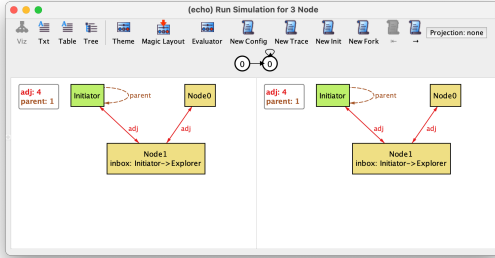 (echo) Run Simulation for 3 Node
Viz Txt Table Tree Theme Magic Layout Evaluator New Config New Trace New Init New Fork ← → Projection: none
0 0
adj: 4
parent: 1
Initiator
parent
Node0
adj
adj
Node1
inbox: Initiator->Explorer
adj: 4
parent: 1
Initiator
parent
Node0
adj
adj
Node1
inbox: Initiator->Explorer